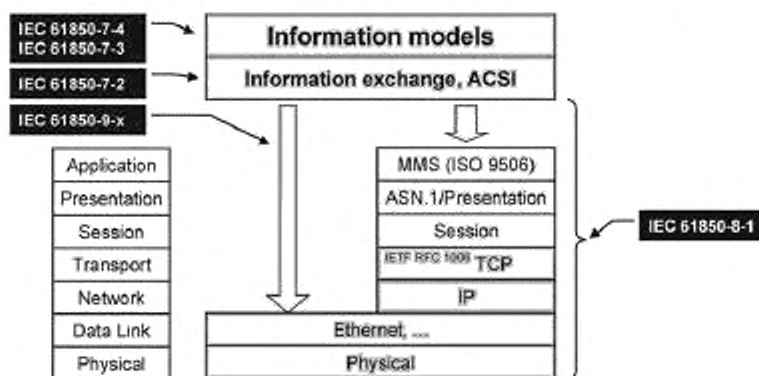 IEC 61850-7-4
IEC 61850-7-3
IEC 61850-7-2
IEC 61850-9-x
Information models
Information exchange, ACSI
Application
Presentation
Session
Transport
Network
Data Link
Physical
MMS (ISO 9506)
ASN.1/Presentation
Session
IETF RFC 1006 TCP
IP
Ethernet, ....
Physical
IEC 61850-8-1